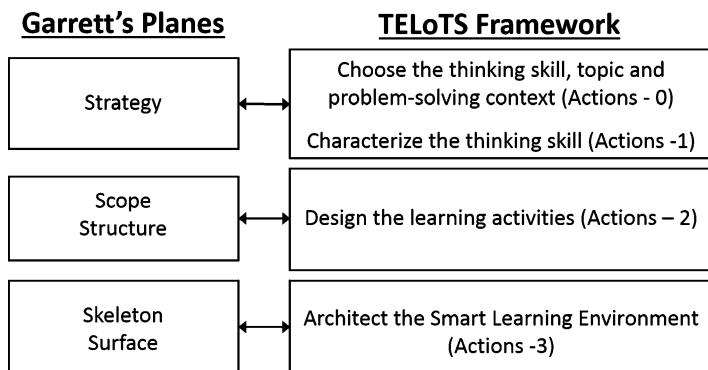 Garrett's Planes
TELoTS Framework
Strategy
Choose the thinking skill, topic and
problem-solving context (Actions - 0)
Characterize the thinking skill (Actions -1)
Scope
Structure
Design the learning activities (Actions – 2)
Skeleton
Surface
Architect the Smart Learning Environment
(Actions -3)